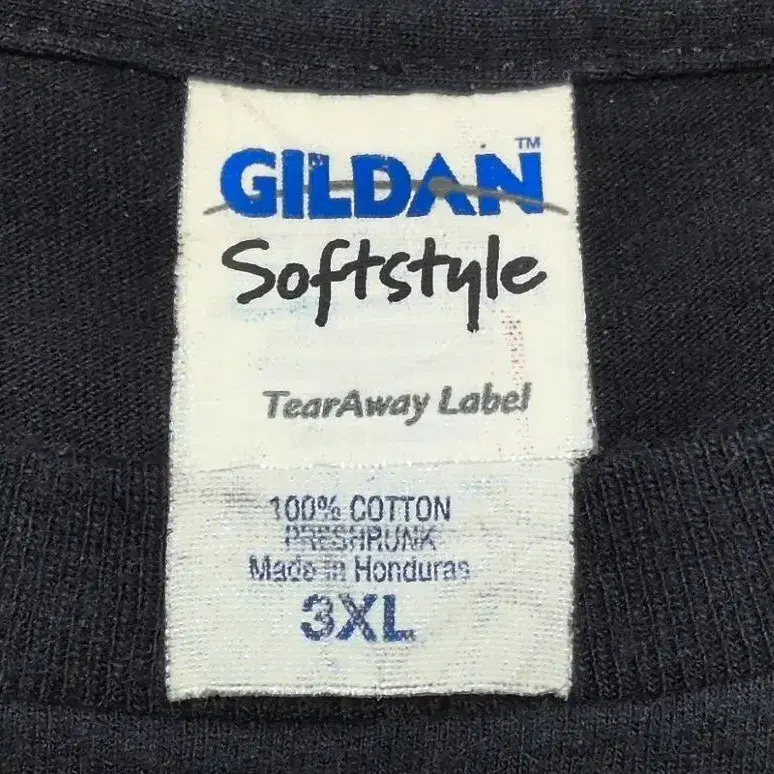 GILDAN™
Softstyle
TearAway Label
100% COTTON
PRESHRUNK
Made in Honduras
3XL